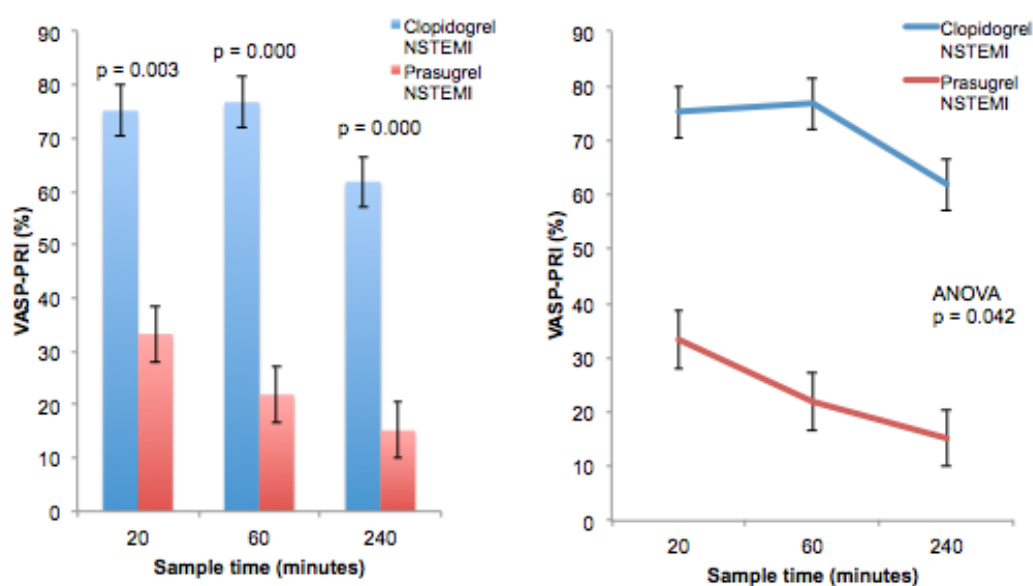 90
80
70
60
50
40
30
20
10
0
VASP-PRI (%)
p = 0.003
p = 0.000
p = 0.000
Clopidogrel
NSTEMI
Prasugrel
NSTEMI
20 60 240
Sample time (minutes)
90
80
70
60
50
40
30
20
10
0
VASP-PRI (%)
Clopidogrel
NSTEMI
Prasugrel
NSTEMI
ANOVA
p = 0.042
20 60 240
Sample time (minutes)